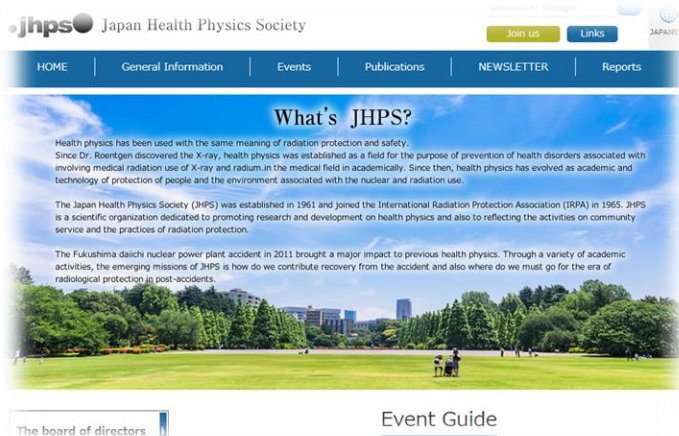 jhps Japan Health Physics Society
Join us
Links
HOME
General Information
Events
Publications
NEWSLETTER
Reports
What's JHPS?
Health physics has been used with the same meaning of radiation protection and safety.
Since Dr. Roentgen discovered the X-ray, health physics was established as a field for the purpose of prevention of health disorders associated with
involving medical radiation use of X-ray and radium.in the medical field in academically. Since then, health physics has evolved as academic and
technology of protection of people and the environment associated with the nuclear and radiation use.
The Japan Health Physics Society (JHPS) was established in 1961 and joined the International Radiation Protection Association (IRPA) in 1965. JHPS
is a scientific organization dedicated to promoting research and development on health physics and also to reflecting the activities on community
service and the practices of radiation protection.
The Fukushima daiichi nuclear power plant accident in 2011 brought a major impact to previous health physics. Through a variety of academic
activities, the emerging missions of JHPS is how do we contribute recovery from the accident and also where do we must go for the era of
radiological protection in post-accidents.
The board of directors
Event Guide